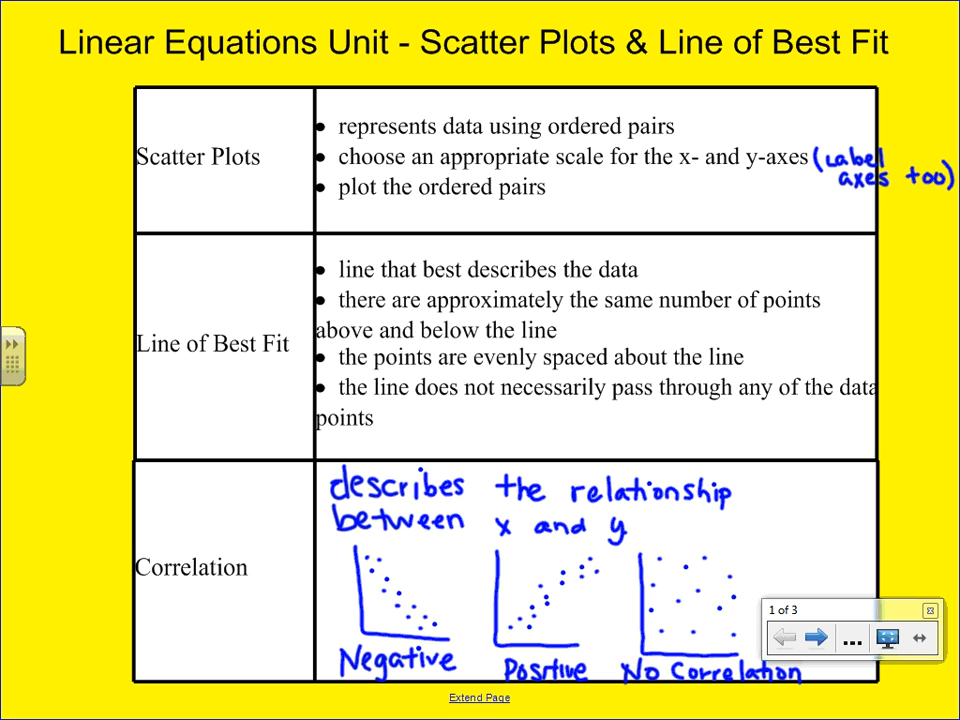 Linear Equations Unit - Scatter Plots & Line of Best Fit
Scatter Plots
• represents data using ordered pairs
• choose an appropriate scale for the x- and y-axes (Label
axes too)
• plot the ordered pairs
Line of Best Fit
• line that best describes the data
• there are approximately the same number of points
above and below the line
• the points are evenly spaced about the line
• the line does not necessarily pass through any of the data
points
Correlation
describes the relationship
between x and y
Negative
Positive
No Correlation
1 of 3
...
Extend Page